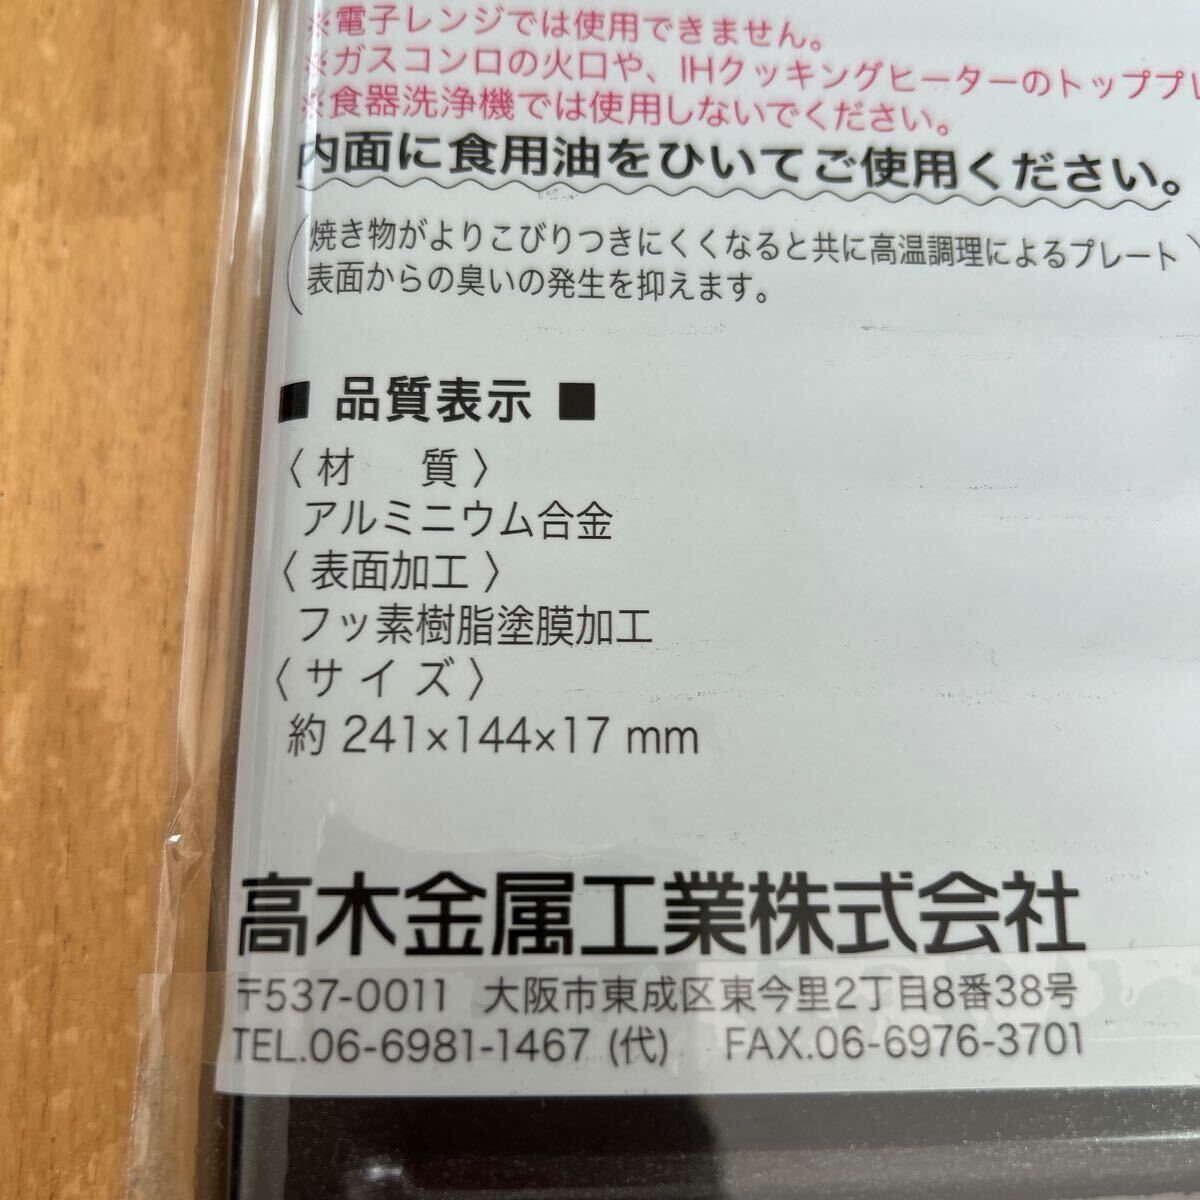 ※電子レンジでは使用できません。
※ガスコンロの火口や、IHクッキングヒーターのトッププレ
※食器洗浄機では使用しないでください。
内面に食用油をひいてご使用ください。
焼き物がよりこびりつきにくくなると共に高温調理によるプレート
表面からの臭いの発生を抑えます。
■ 品質表示 ■
〈 材　質 〉
アルミニウム合金
〈 表面加工 〉
フッ素樹脂塗膜加工
〈 サイズ 〉
約 241×144×17 mm
高木金属工業株式会社
〒537-0011 大阪市東成区東今里2丁目8番38号
TEL.06-6981-1467 (代)　FAX.06-6976-3701